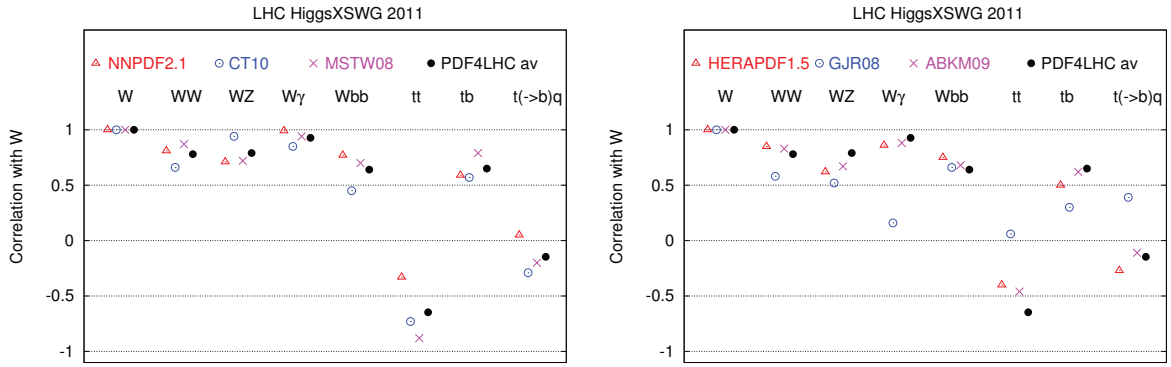 LHC HiggsXSWG 2011
NNPDF2.1 CT10 MSTW08 PDF4LHC av
W WW WZ Wγ Wbb tt tb t(->b)q
1
0.5
0
-0.5
-1
Correlation with W
LHC HiggsXSWG 2011
HERAPDF1.5 GJR08 ABKM09 PDF4LHC av
W WW WZ Wγ Wbb tt tb t(->b)q
1
0.5
0
-0.5
-1
Correlation with W